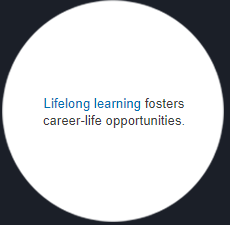 Lifelong learning fosters
career-life opportunities.